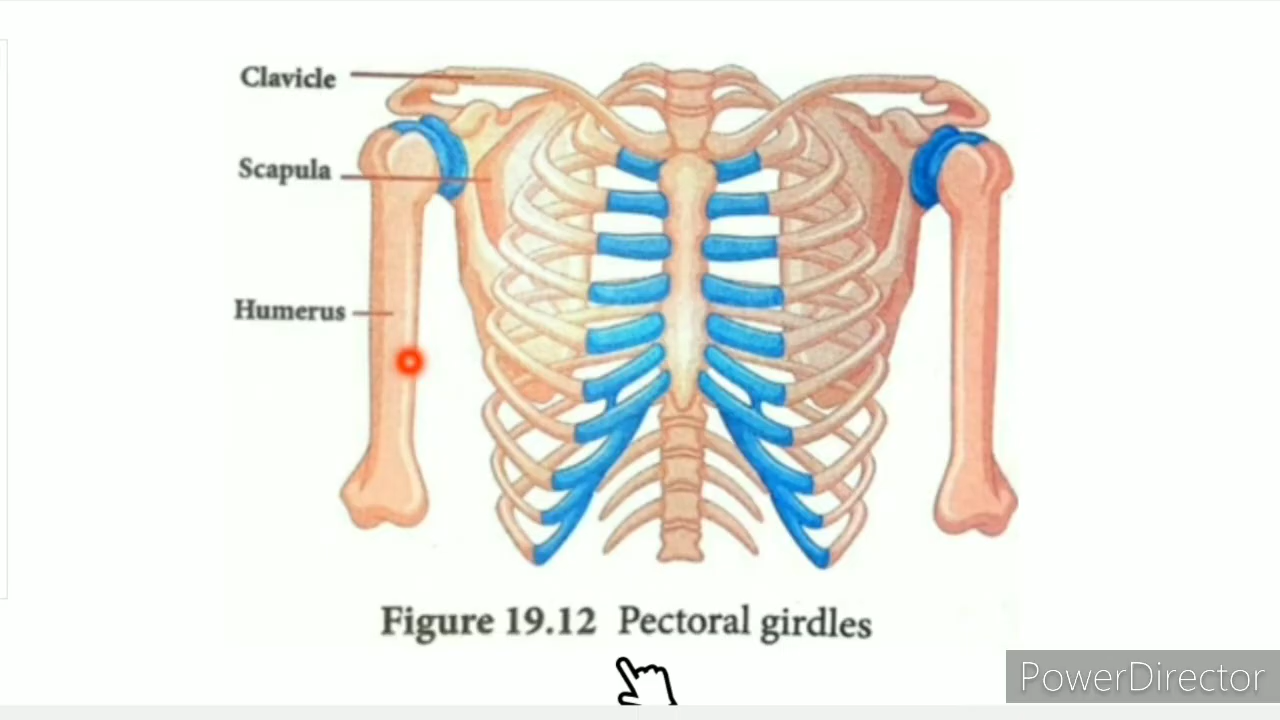 Clavicle
Scapula
Humerus
Figure 19.12 Pectoral girdles
PowerDirector